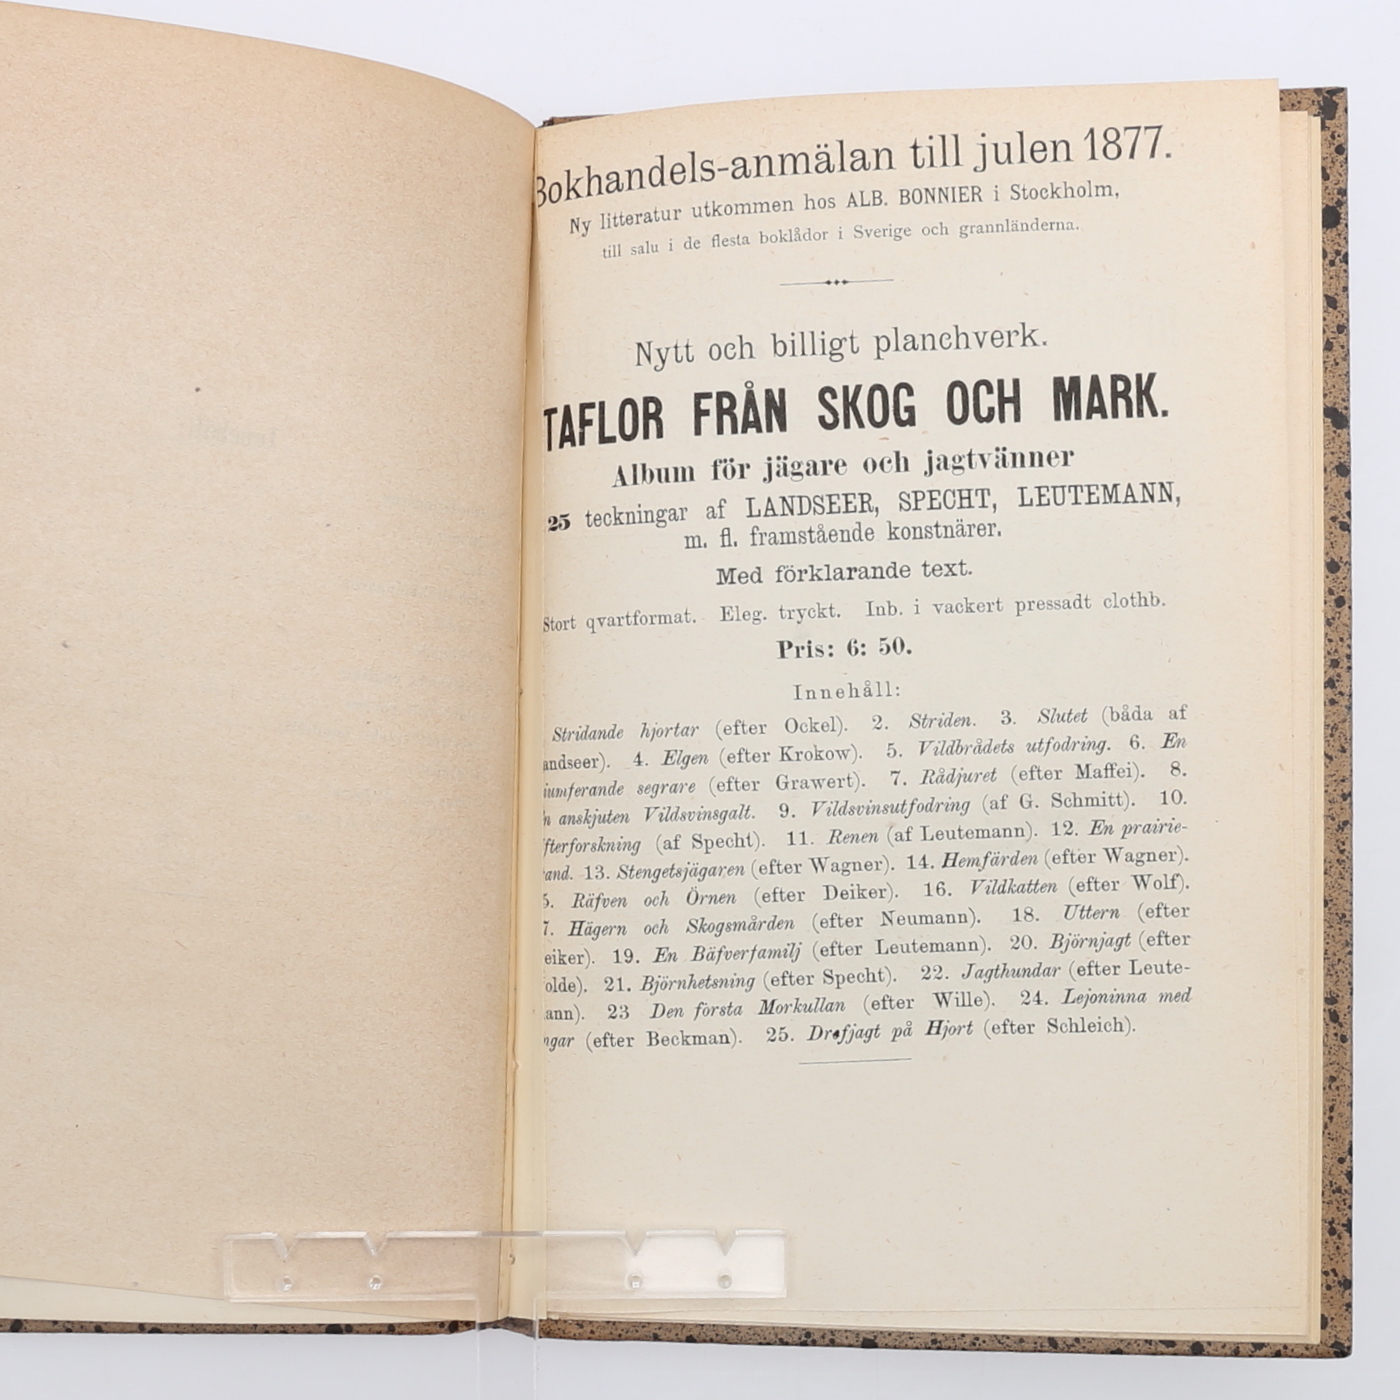 Bokhandels-anmälan till julen 1877.
Ny litteratur utkommen hos ALB. BONNIER i Stockholm,
till salu i de flesta boklådor i Sverige och grannländerna.
Nytt och billigt planchverk.
TAFLOR FRÅN SKOG OCH MARK.
Album för jägare och jagtvänner
25 teckningar af LANDSEER, SPECHT, LEUTEMANN,
m. fl. framstående konstnärer.
Med förklarande text.
Stort qvartformat. Eleg. tryckt. Inb. i vackert pressadt clothb.
Pris: 6: 50.
Innehåll:
Stridande hjortar (efter Ockel). 2. Striden. 3. Slutet (båda af
andseer). 4. Elgen (efter Krokow). 5. Vildbrådets utfodring. 6. En
iumferande segrare (efter Grawert). 7. Rådjuret (efter Maffei). 8.
n anskjuten Vildsvinsgalt. 9. Vildsvinsutfodring (af G. Schmitt). 10.
fterforskning (af Specht). 11. Renen (af Leutemann). 12. En prairie-
and. 13. Stengetsjägaren (efter Wagner). 14. Hemfärden (efter Wagner).
5. Räfven och Örnen (efter Deiker). 16. Vildkatten (efter Wolf).
7. Hägern och Skogsmården (efter Neumann). 18. Uttern (efter
eiker). 19. En Bäfverfamilj (efter Leutemann). 20. Björnjagt (efter
olde). 21. Björnhetsning (efter Specht). 22. Jagthundar (efter Leute-
ann). 23 Den första Morkullan (efter Wille). 24. Lejoninna med
ngar (efter Beckman). 25. Drefjagt på Hjort (efter Schleich).